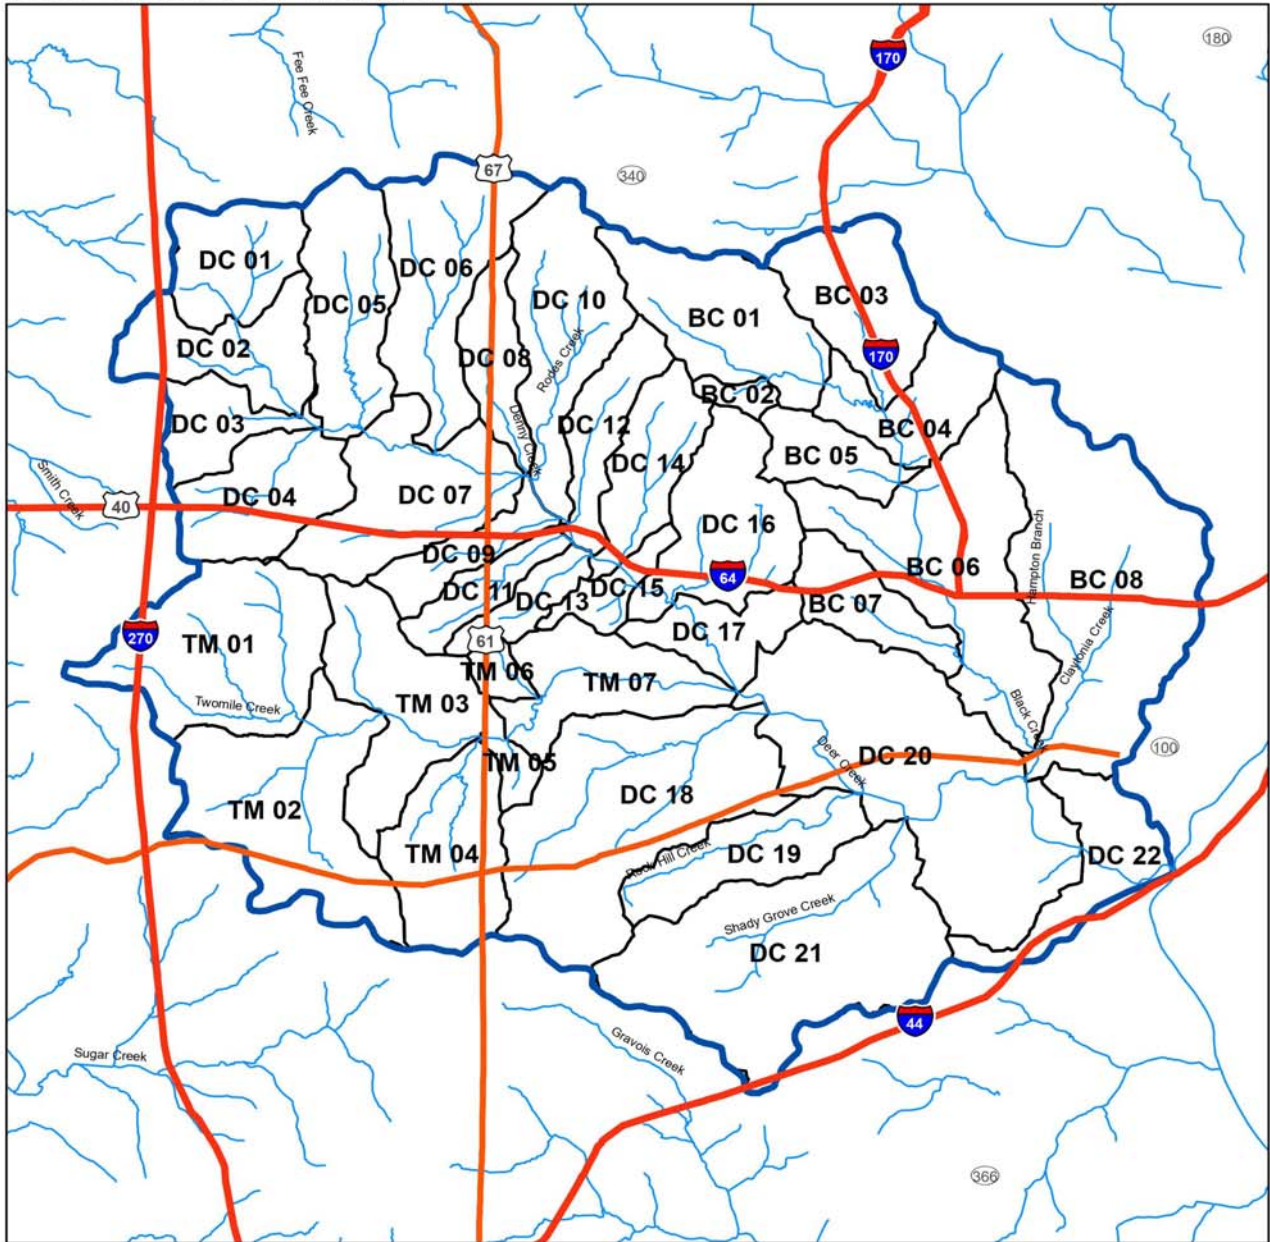 180
170
Fee Fee Creek
67
340
DC 01
DC 06
DC 05
DC 10
BC 03
BC 01
DC 02
DC 08
170
Rodes Creek
BC 02
DC 03
Denny Creek
DC 12
BC 04
BC 05
DC 14
Smith Creek
DC 04
DC 07
40
DC 16
Hampton Branch
DC 09
BC 06
64
BC 08
DC 11
DC 15
DC 13
BC 07
270
TM 01
61
DC 17
Claytonia Creek
TM 06
TM 07
Twomile Creek
TM 03
Black Creek
100
TM 05
Deer Creek
DC 20
DC 18
TM 02
TM 04
Rock Hill Creek
DC 19
DC 22
Shady Grove Creek
DC 21
44
Gravois Creek
Sugar Creek
366